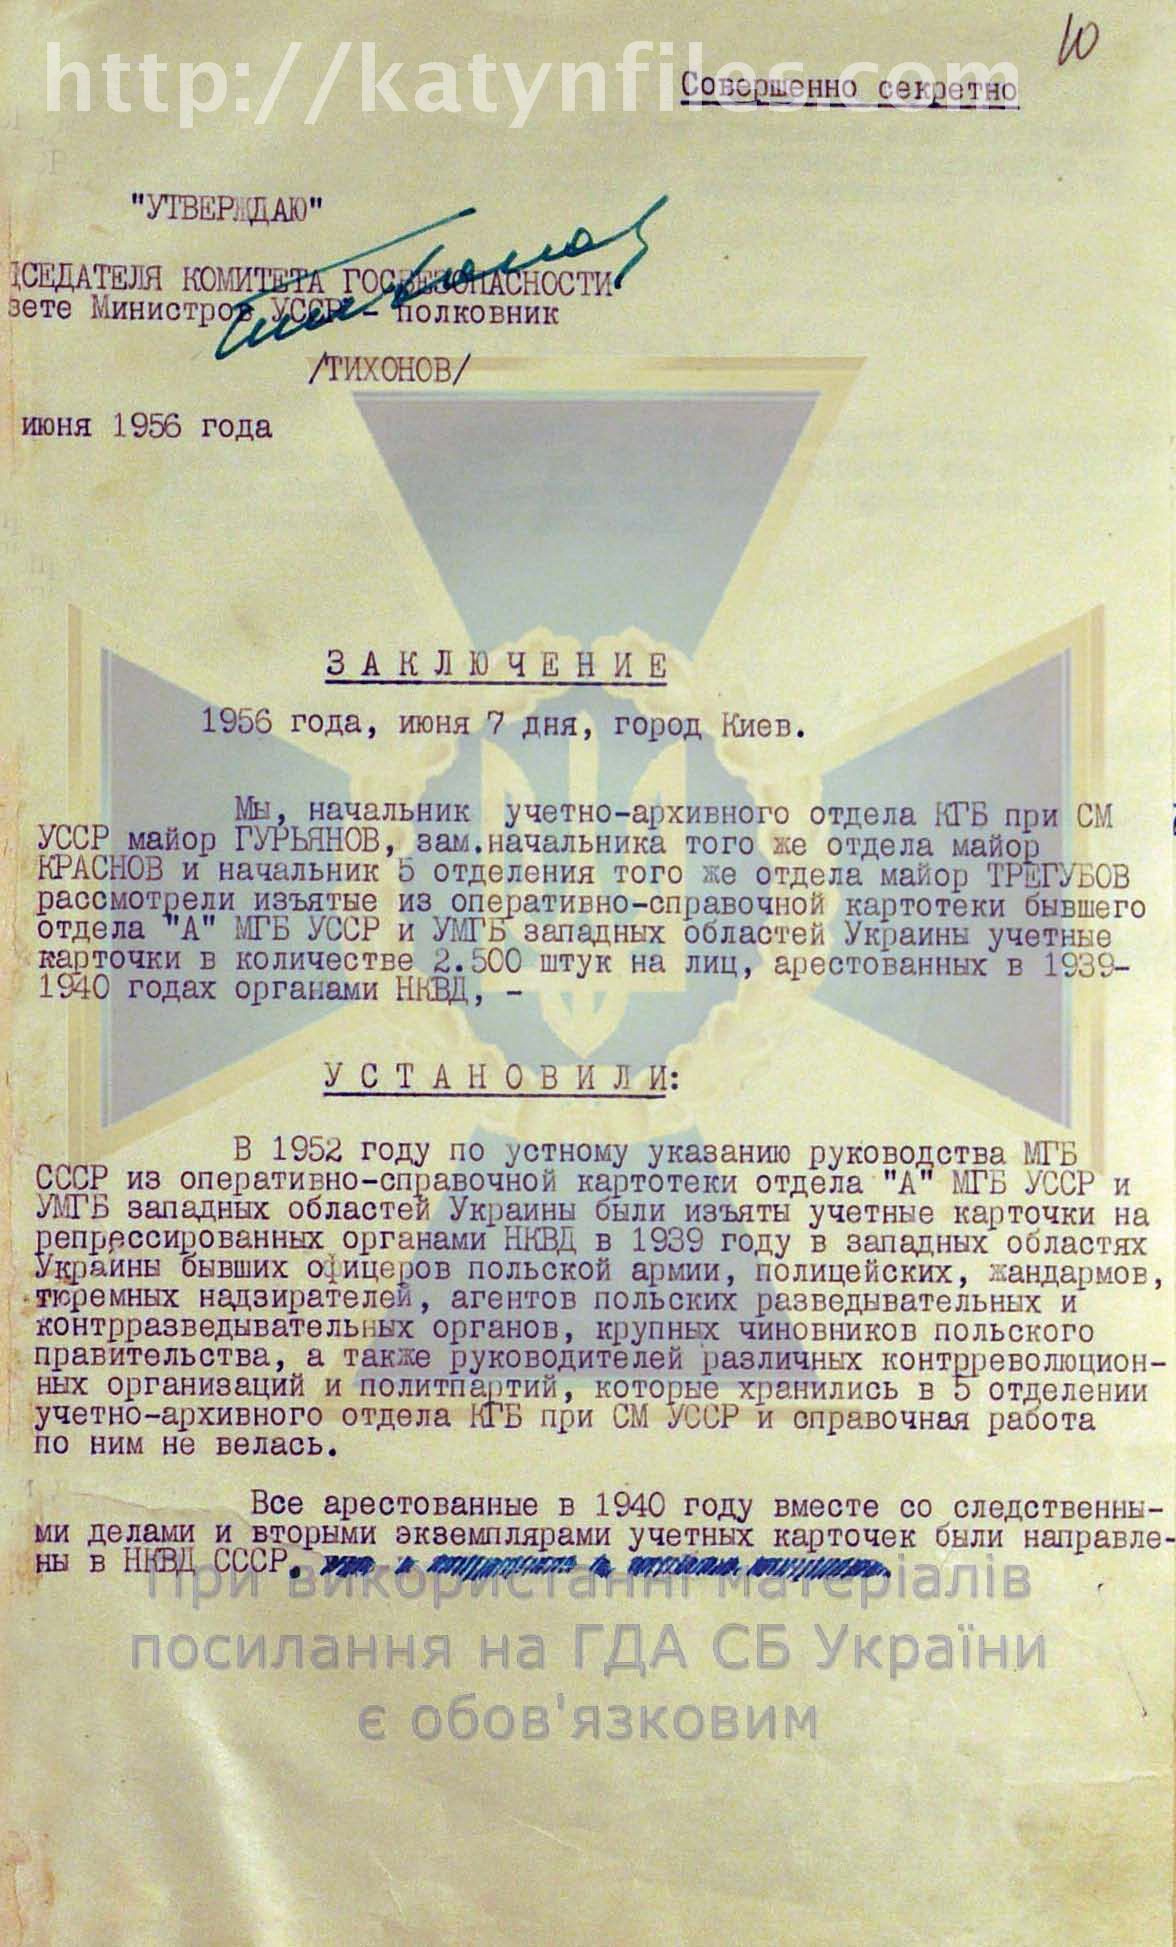 http://katynfiles.com
10
Совершенно секретно
"УТВЕРЖДАЮ"
ДСЕДАТЕЛЯ КОМИТЕТА ГОСБЕЗОПАСНОСТИ
вете Министров УССР - полковник
/ТИХОНОВ/
июня 1956 года
ЗАКЛЮЧЕНИЕ
1956 года, июня 7 дня, город Киев.
Мы, начальник учетно-архивного отдела КГБ при СМ
УССР майор ГУРЬЯНОВ, зам.начальника того же отдела майор
КРАСНОВ и начальник 5 отделения того же отдела майор ТРЕГУБОВ
рассмотрели изъятые из оперативно-справочной картотеки бывшего
отдела "А" МГБ УССР и УМГБ западных областей Украины учетные
карточки в количестве 2.500 штук на лиц, арестованных в 1939-
1940 годах органами НКВД, -
УСТАНОВИЛИ:
В 1952 году по устному указанию руководства МГБ
СССР из оперативно-справочной картотеки отдела "А" МГБ УССР и
УМГБ западных областей Украины были изъяты учетные карточки на
репрессированных органами НКВД в 1939 году в западных областях
Украины бывших офицеров польской армии, полицейских, жандармов,
тюремных надзирателей, агентов польских разведывательных и
контрразведывательных органов, крупных чиновников польского
правительства, а также руководителей различных контрреволюцион-
ных организаций и политпартий, которые хранились в 5 отделении
учетно-архивного отдела КГБ при СМ УССР и справочная работа
по ним не велась.
Все арестованные в 1940 году вместе со следственны-
ми делами и вторыми экземплярами учетных карточек были направле-
ны в НКВД СССР.
При використанні матеріалів
посилання на ГДА СБ України
є обов'язковим